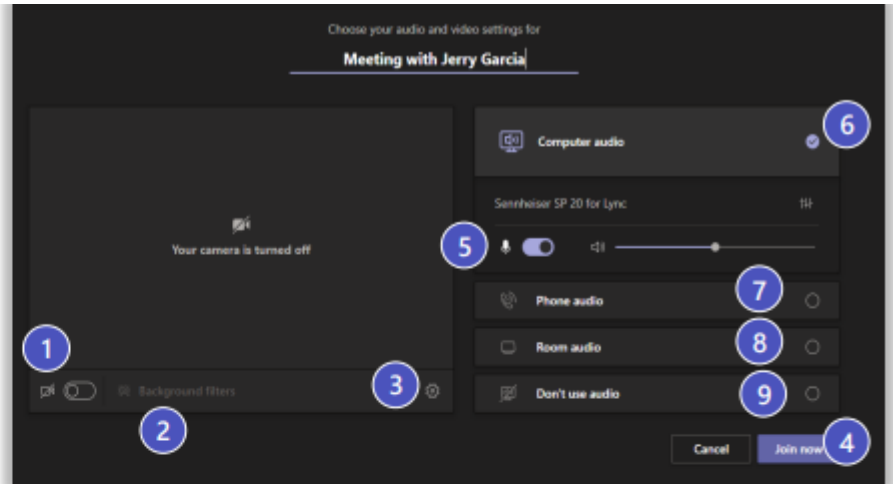 Choose your audio and video settings for
Meeting with Jerry Garcia
6
Computer audio
Your camera is turned off
Sennheiser SP 20 for Lync
5
7
Phone audio
1
8
Room audio
Background filters
3
9
Don't use audio
2
Cancel
Join now
4